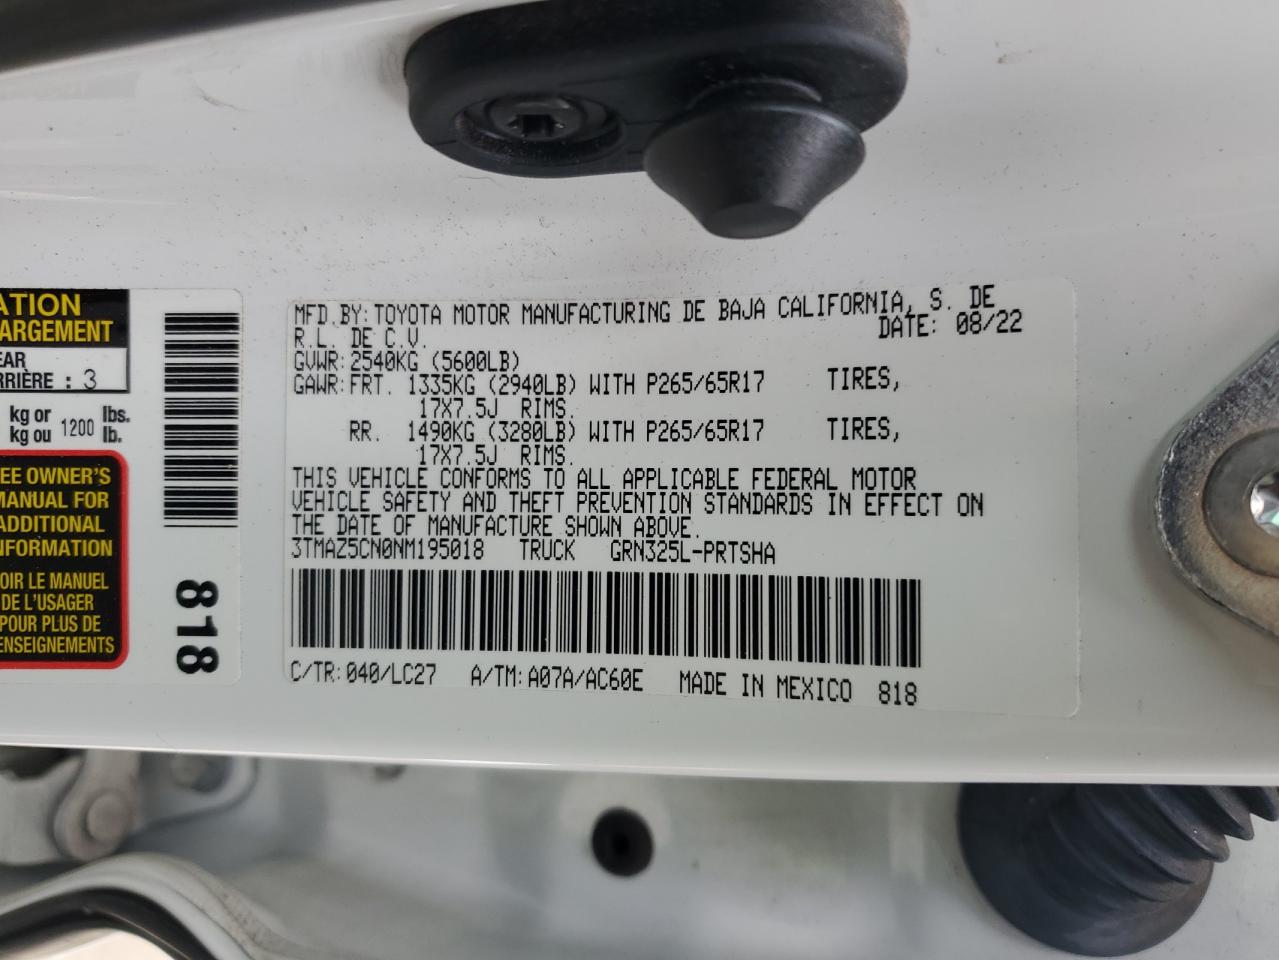 ATION
ARGEMENT
EAR
RRIÈRE : 3
kg or 1200 lbs.
kg ou lb.
EE OWNER'S
MANUAL FOR
ADDITIONAL
NFORMATION
OIR LE MANUEL
DE L'USAGER
POUR PLUS DE
ENSEIGNEMENTS
818
MFD.BY: TOYOTA MOTOR MANUFACTURING DE BAJA CALIFORNIA, S. DE
R.L. DE C.V. DATE: 08/22
GVWR: 2540KG (5600LB)
GAWR: FRT. 1335KG (2940LB) WITH P265/65R17 TIRES,
17X7.5J RIMS.
RR. 1490KG (3280LB) WITH P265/65R17 TIRES,
17X7.5J RIMS.
THIS VEHICLE CONFORMS TO ALL APPLICABLE FEDERAL MOTOR
VEHICLE SAFETY AND THEFT PREVENTION STANDARDS IN EFFECT ON
THE DATE OF MANUFACTURE SHOWN ABOVE.
3TMAZ5CN0NM195018 TRUCK GRN325L-PRTSHA
C/TR: 040/LC27 A/TM: A07A/AC60E MADE IN MEXICO 818